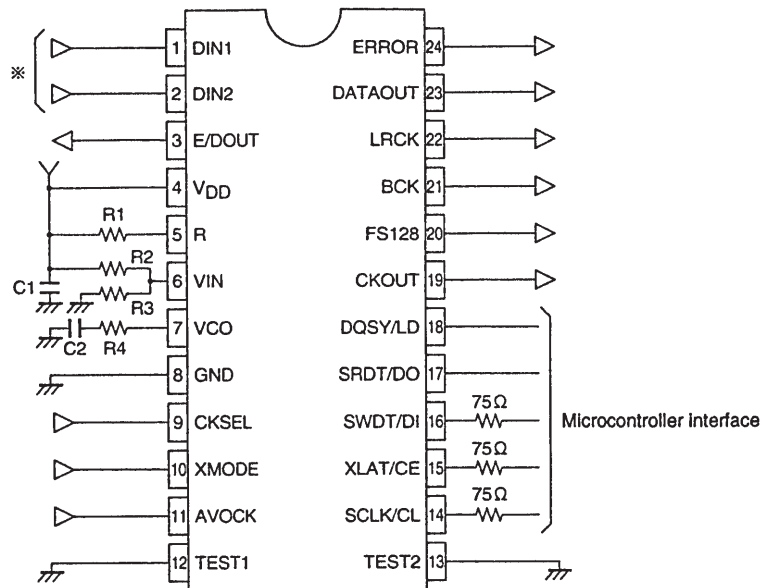 ※
1 DIN1
2 DIN2
3 E/DOUT
4 VDD
R1
5 R
R2
6 VIN
C1
R3
7 VCO
C2 R4
8 GND
9 CKSEL
10 XMODE
11 AVOCK
12 TEST1
ERROR 24
DATAOUT 23
LRCK 22
BCK 21
FS128 20
CKOUT 19
DQSY/LD 18
SRDT/DO 17
75Ω
SWDT/DI 16
Microcontroller interface
75Ω
XLAT/CE 15
75Ω
SCLK/CL 14
TEST2 13